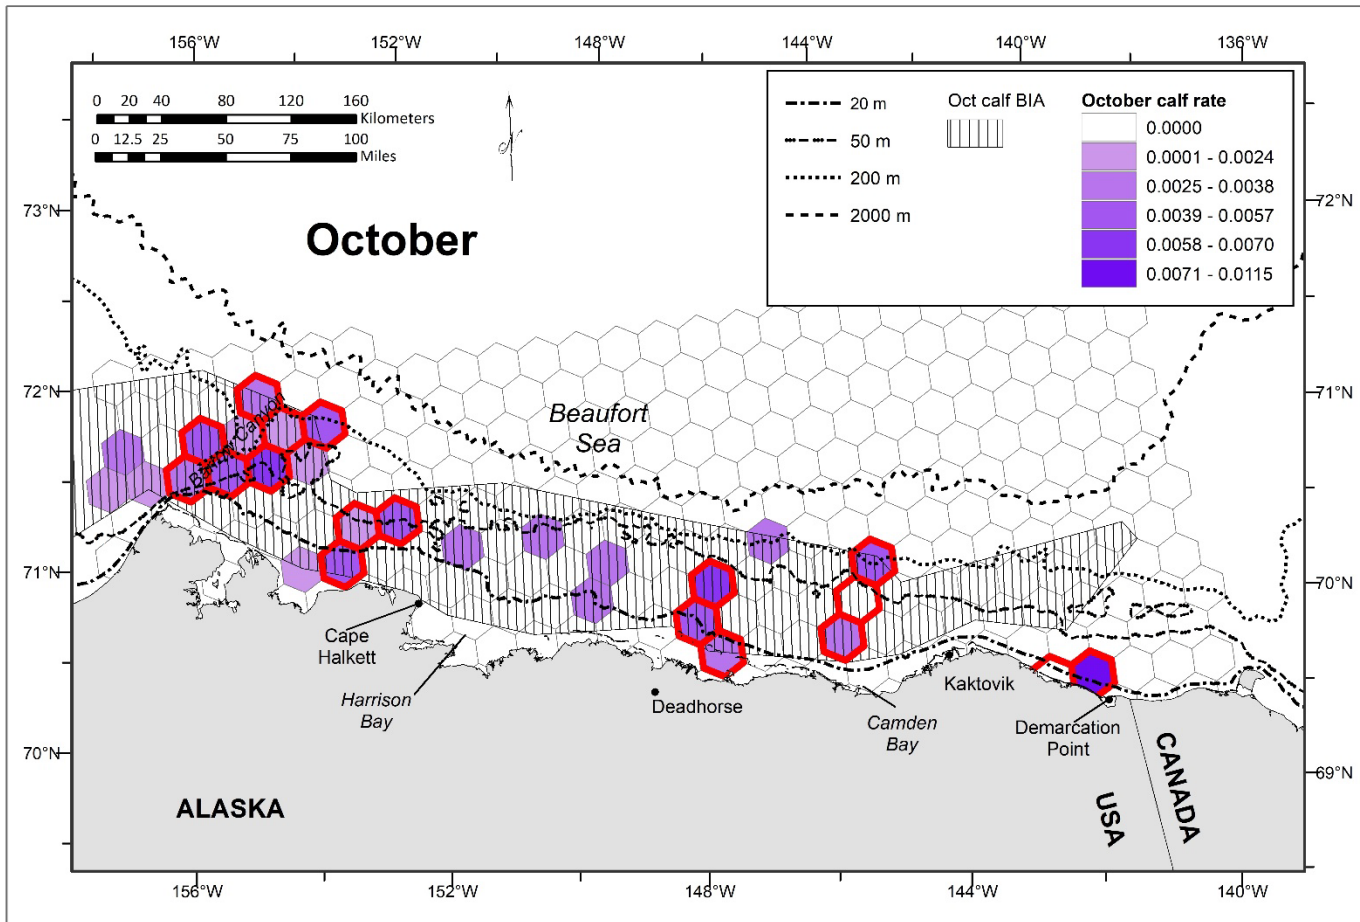 156°W 152°W 148°W 144°W 140°W 136°W
0 20 40 80 120 160
Kilometers
0 12.5 25 50 75 100
Miles
N
20 m
50 m
200 m
2000 m
Oct calf BIA
October calf rate
0.0000
0.0001 - 0.0024
0.0025 - 0.0038
0.0039 - 0.0057
0.0058 - 0.0070
0.0071 - 0.0115
73°N
72°N
October
72°N
71°N
Beaufort
Sea
Barrow Canyon
71°N
70°N
Cape
Halkett
Harrison
Bay
Deadhorse
Camden
Bay
Kaktovik
Demarcation
Point
70°N
69°N
ALASKA
USA
CANADA
156°W 152°W 148°W 144°W 140°W